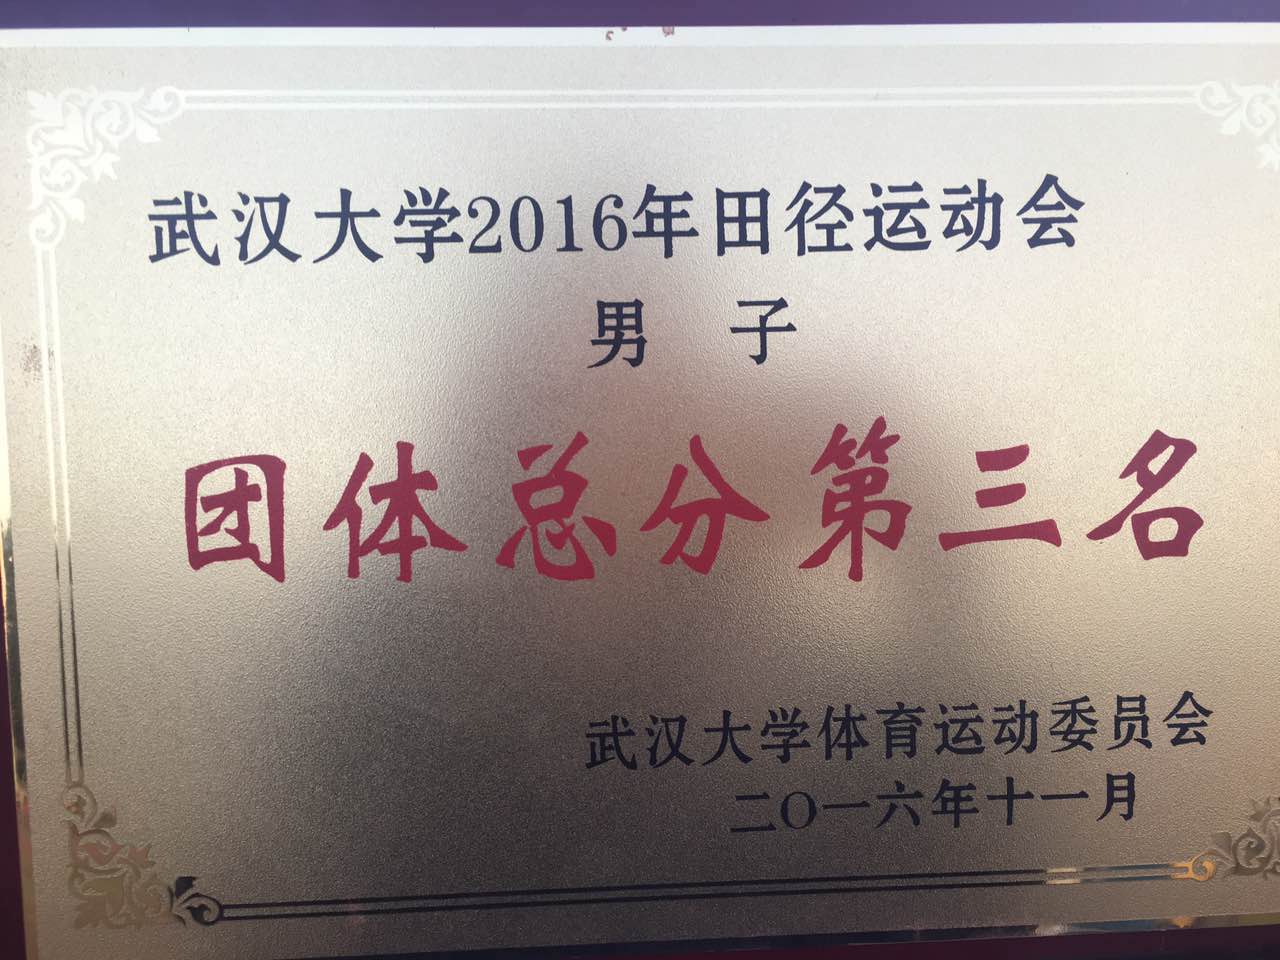 武汉大学2016年田径运动会
男 子
团体总分第三名
武汉大学体育运动委员会
二O一六年十一月